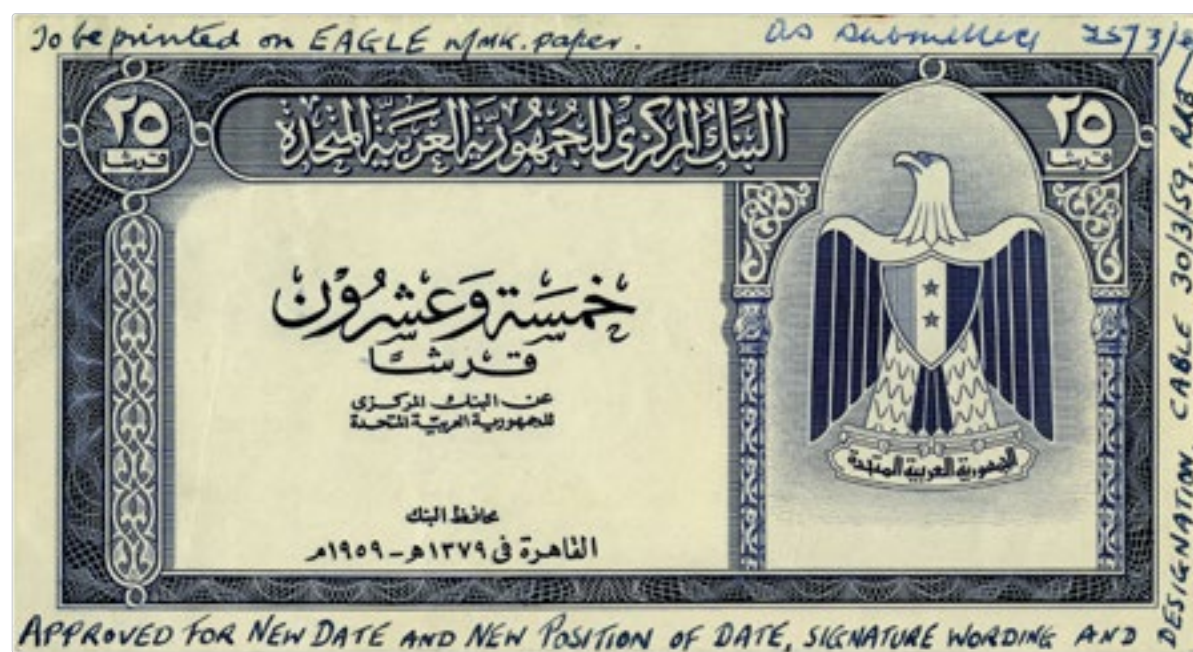 To be printed on EAGLE w/mk. paper.
as submitted
٢٥
قرشا
البنك المركزى للجمهورية العربية المتحدة
٢٥
قرشا
خمسة وعشرون
قرشا
عن البنك المركزى
للجمهورية العربية المتحدة
محافظ البنك
القاهرة فى ١٣٧٩هـ - ١٩٥٩م
الجمهورية العربية المتحدة
APPROVED FOR NEW DATE AND NEW POSITION OF DATE, SIGNATURE WORDING AND
DESIGNATION. CABLE 30/3/59.